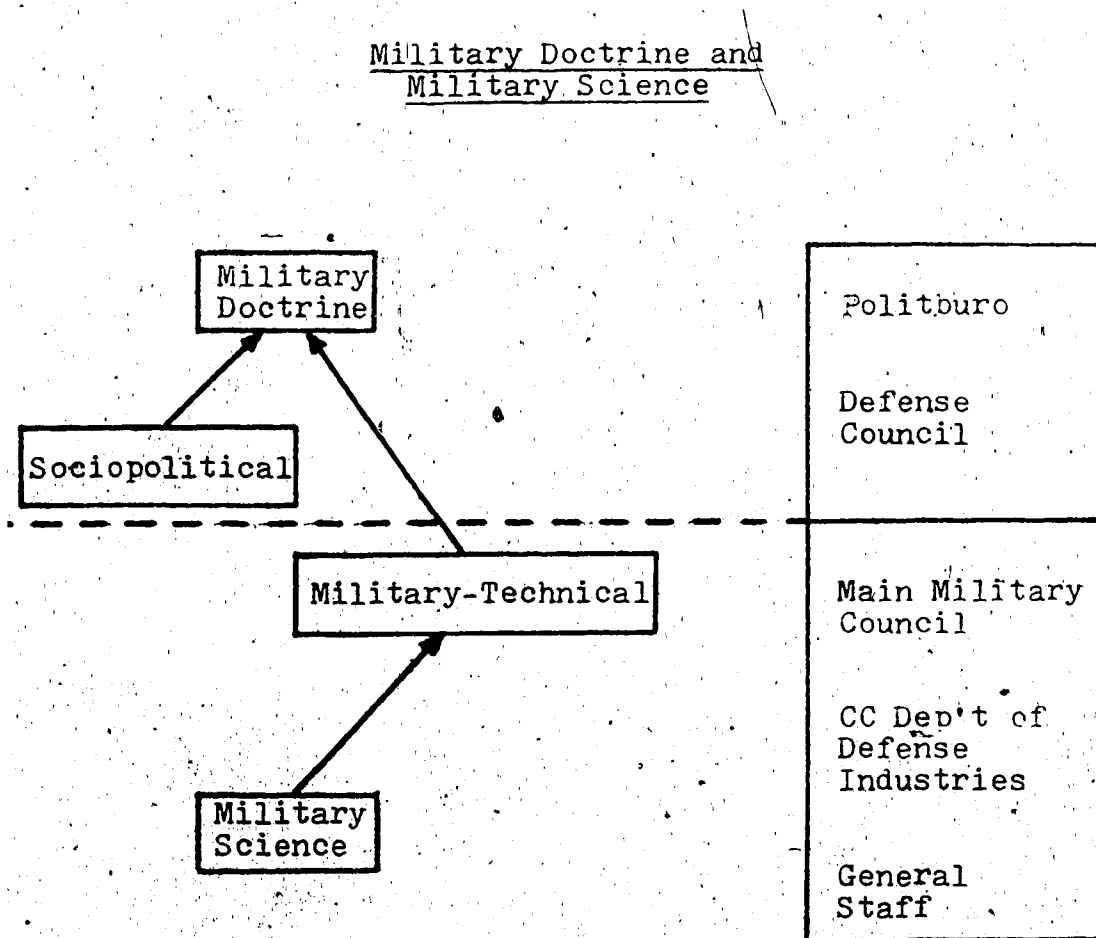 Military Doctrine and
Military Science
Military
Doctrine
Sociopolitical
Military-Technical
Military
Science
Politburo
Defense
Council
Main Military
Council
CC Dep't of
Defense
Industries
General
Staff